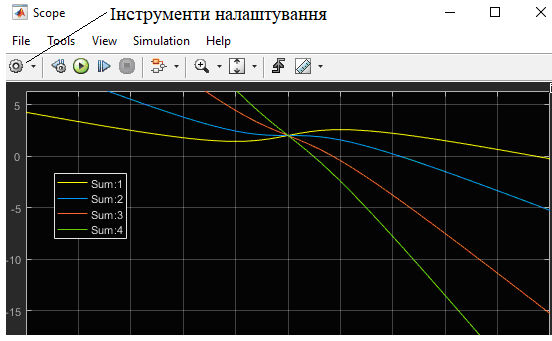 Scope
Інструменти налаштування
File Tools View Simulation Help
5
0
-5
-10
-15
Sum:1
Sum:2
Sum:3
Sum:4